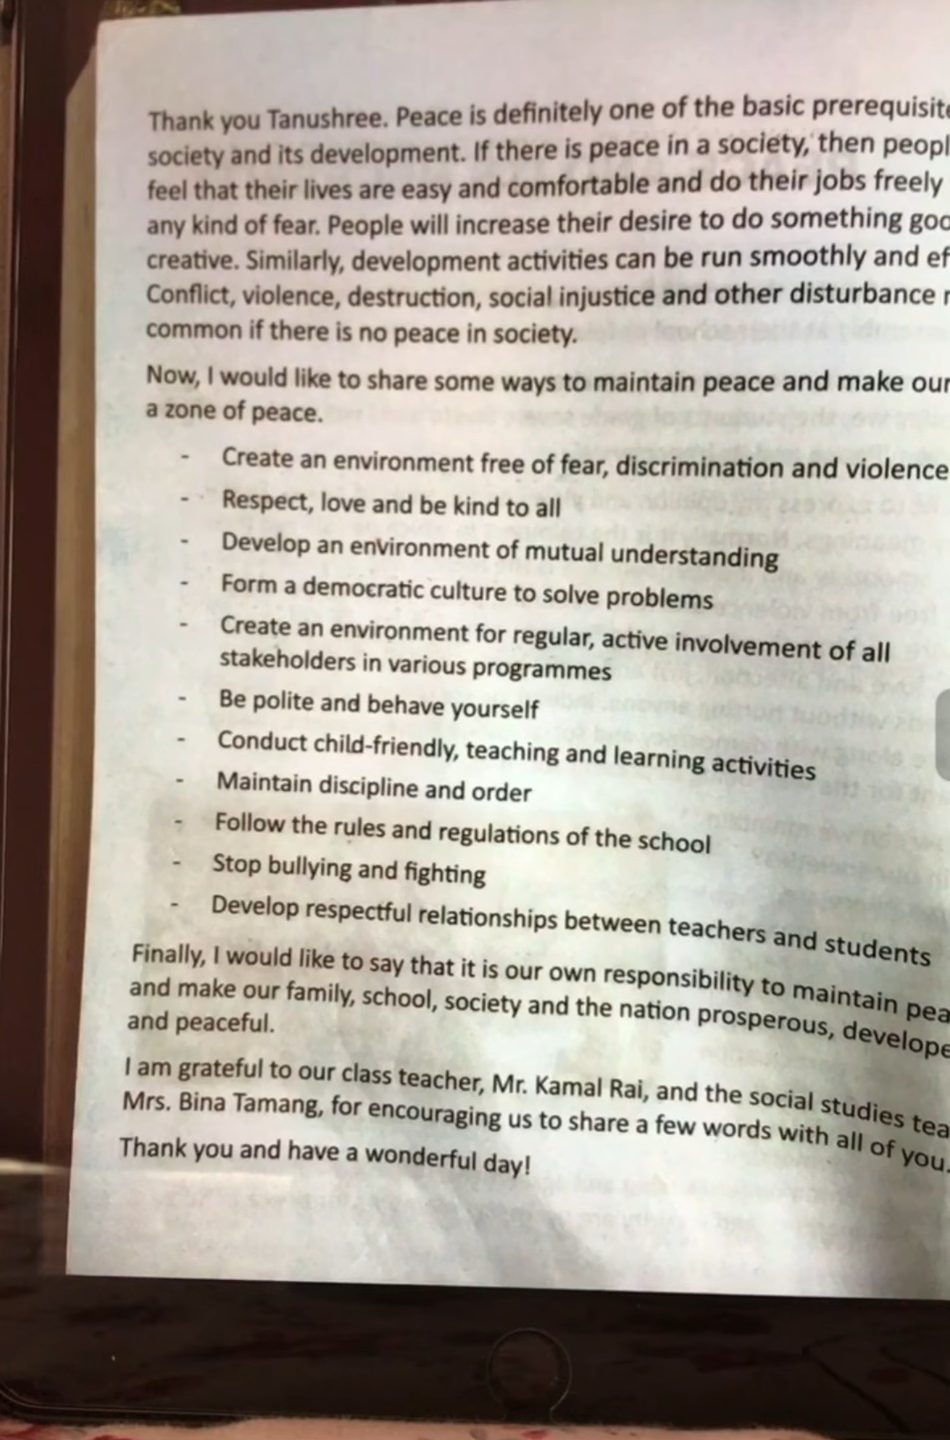 Thank you Tanushree. Peace is definitely one of the basic
society and its development. If there is peace in a society, then
feel that their lives are easy and comfortable and do their jobs freely
any kind of fear. People will increase their desire to do something
creative. Similarly, development activities can be run smoothly and
Conflict, violence, destruction, social injustice and other disturbance
common if there is no peace in society.
Now, I would like to share some ways to maintain peace and make our
a zone of peace.
- Create an environment free of fear, discrimination and violence
- Respect, love and be kind to all
- Develop an environment of mutual understanding
- Form a democratic culture to solve problems
- Create an environment for regular, active involvement of all
stakeholders in various programmes
- Be polite and behave yourself
- Conduct child-friendly, teaching and learning activities
- Maintain discipline and order
- Follow the rules and regulations of the school
- Stop bullying and fighting
- Develop respectful relationships between teachers and students
Finally, I would like to say that it is our own responsibility to maintain
and make our family, school, society and the nation prosperous,
and peaceful.
I am grateful to our class teacher, Mr. Kamal Rai, and the social studies
Mrs. Bina Tamang, for encouraging us to share a few words with all of you.
Thank you and have a wonderful day!